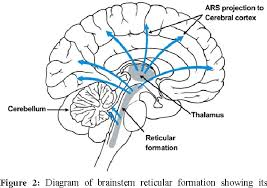 ARS projection to
Cerebral cortex
Cerebellum
Thalamus
Reticular
formation
Figure 2: Diagram of brainstem reticular formation showing its